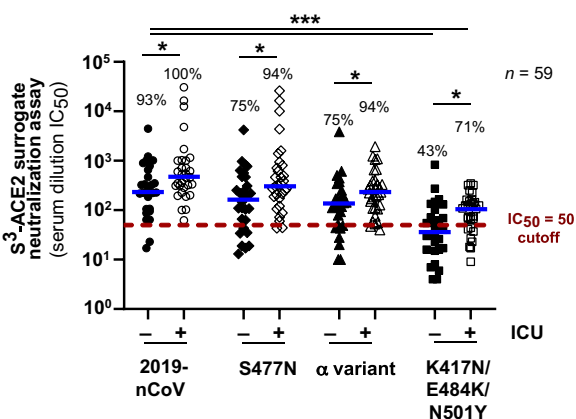 ***
*
*
*
*
100%
93%
94%
75%
94%
75%
71%
43%
n = 59
S³-ACE2 surrogate
neutralization assay
(serum dilution IC₅₀)
10⁵
10⁴
10³
10²
10¹
10⁰
IC₅₀ = 50
cutoff
– + – + – + – + ICU
2019-
nCoV
S477N
α variant
K417N/
E484K/
N501Y